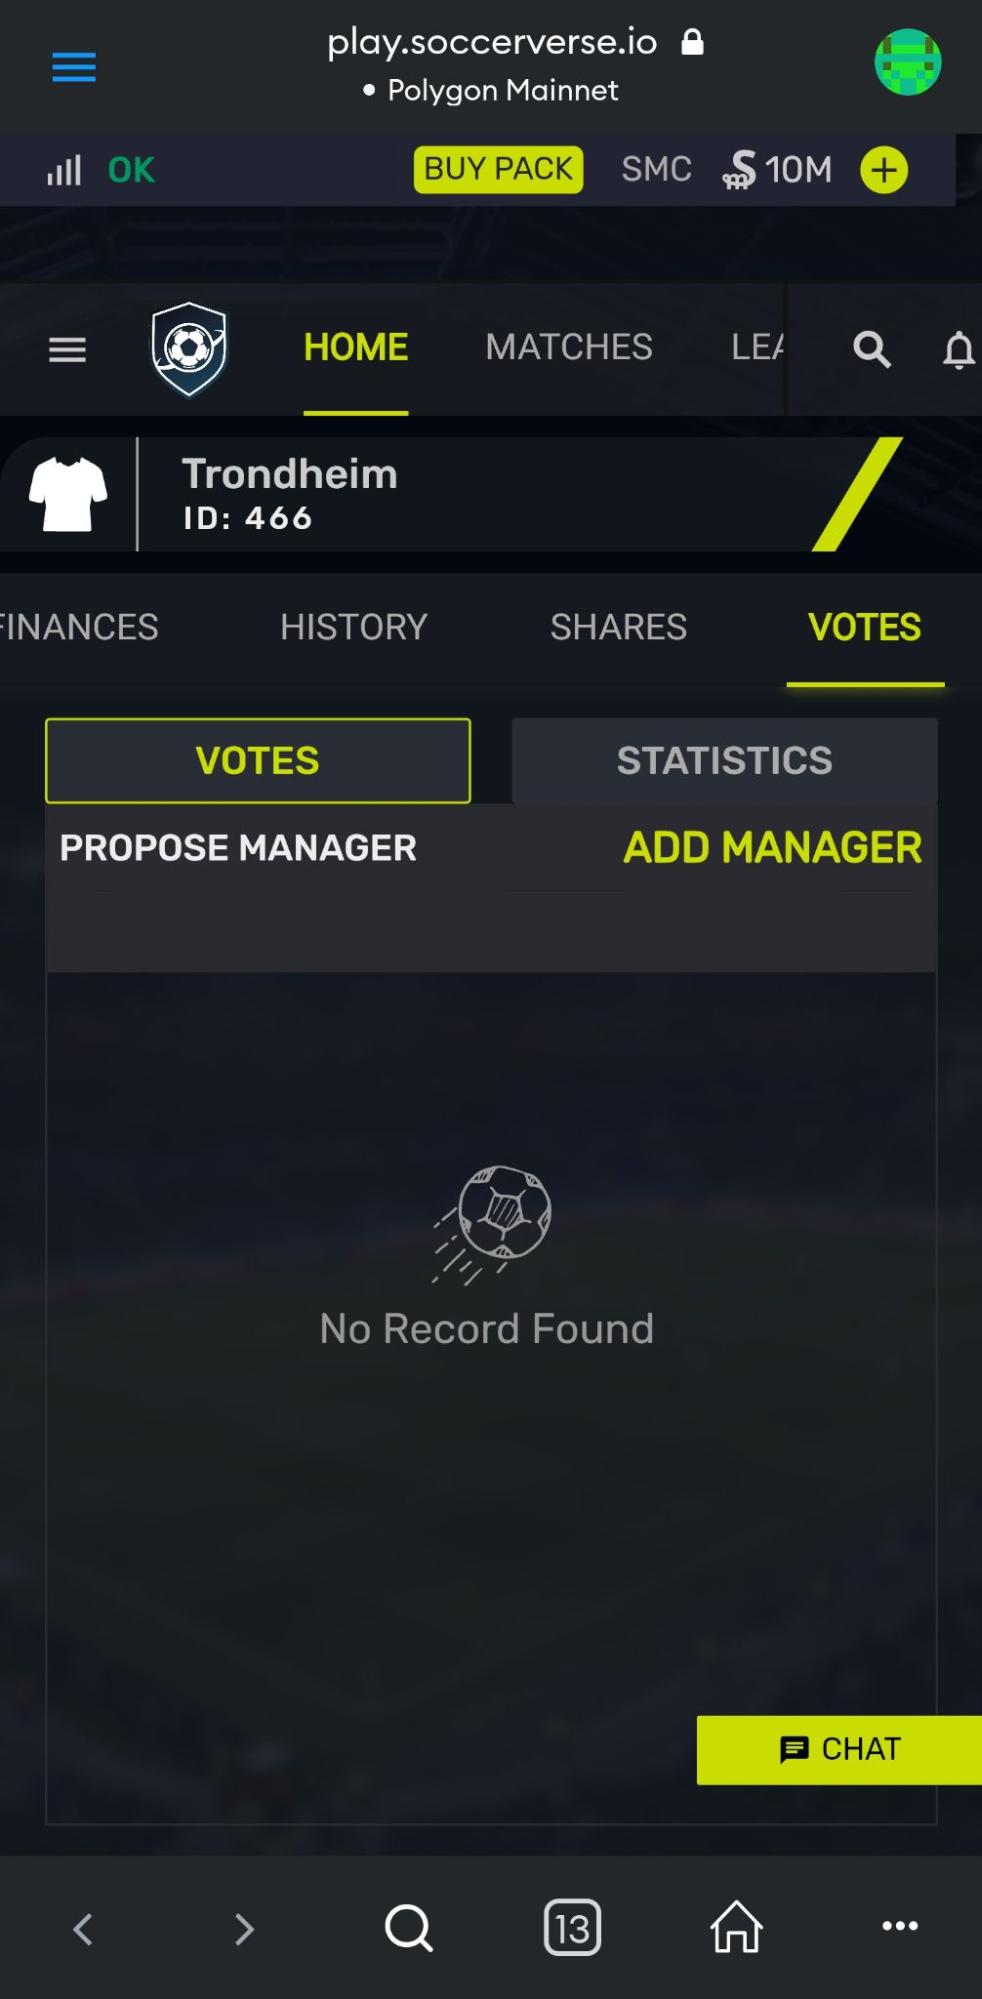 play.soccerverse.io
• Polygon Mainnet
OK
BUY PACK
SMC
10M
HOME
MATCHES
LEA
Trondheim
ID: 466
FINANCES
HISTORY
SHARES
VOTES
VOTES
STATISTICS
PROPOSE MANAGER
ADD MANAGER
No Record Found
CHAT
13